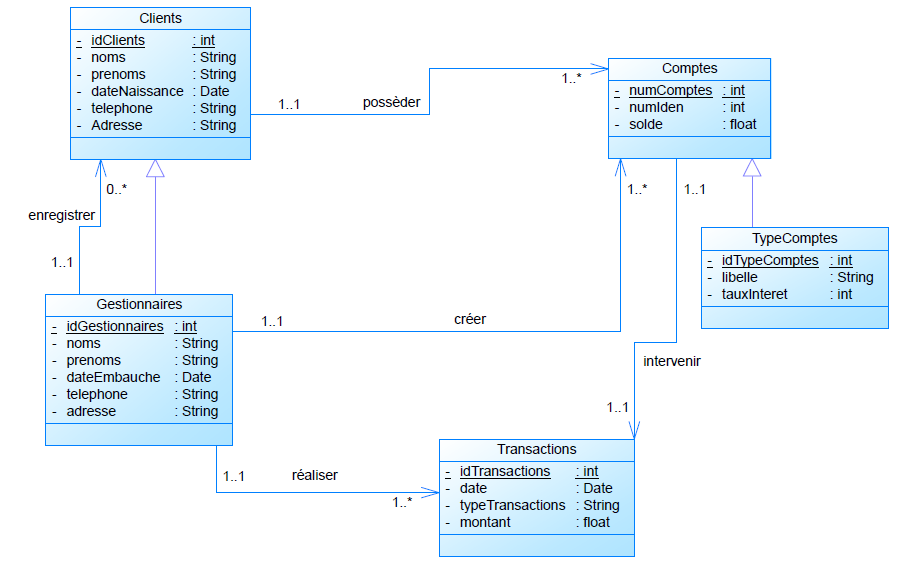 Clients
- idClients : int
- noms : String
- prenoms : String
- dateNaissance : Date
- telephone : String
- Adresse : String
1..1
possèder
1..*
Comptes
- numComptes : int
- numIden : int
- solde : float
0..*
enregistrer
1..1
1..*
1..1
TypeComptes
- idTypeComptes : int
- libelle : String
- tauxInteret : int
Gestionnaires
- idGestionnaires : int
- noms : String
- prenoms : String
- dateEmbauche : Date
- telephone : String
- adresse : String
1..1
créer
intervenir
1..1
1..1
réaliser
1..*
Transactions
- idTransactions : int
- date : Date
- typeTransactions : String
- montant : float